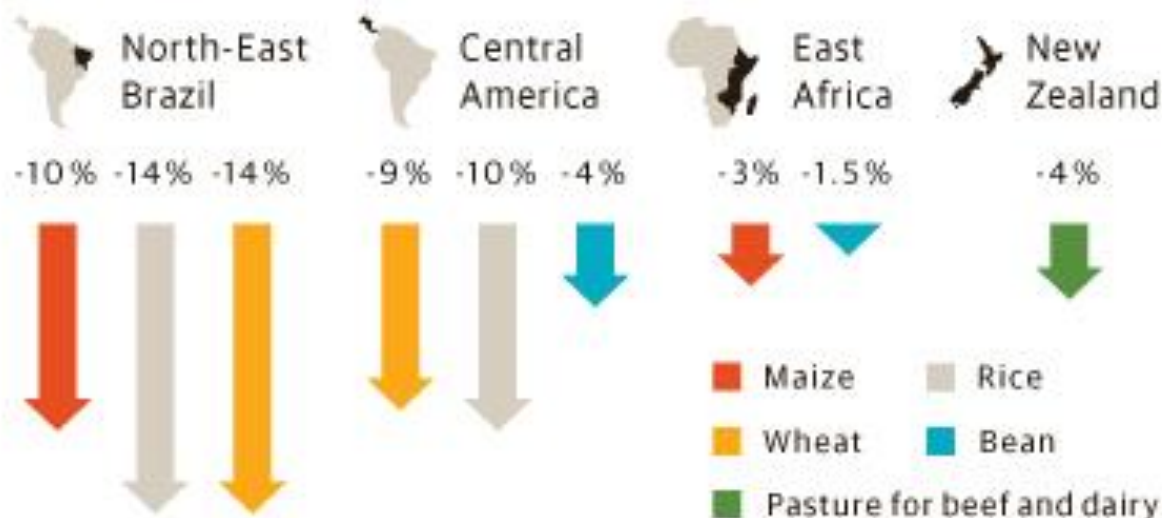 North-East
Brazil
Central
America
East
Africa
New
Zealand
-10% -14% -14%
-9% -10% -4%
-3% -1.5%
-4%
Maize
Rice
Wheat
Bean
Pasture for beef and dairy